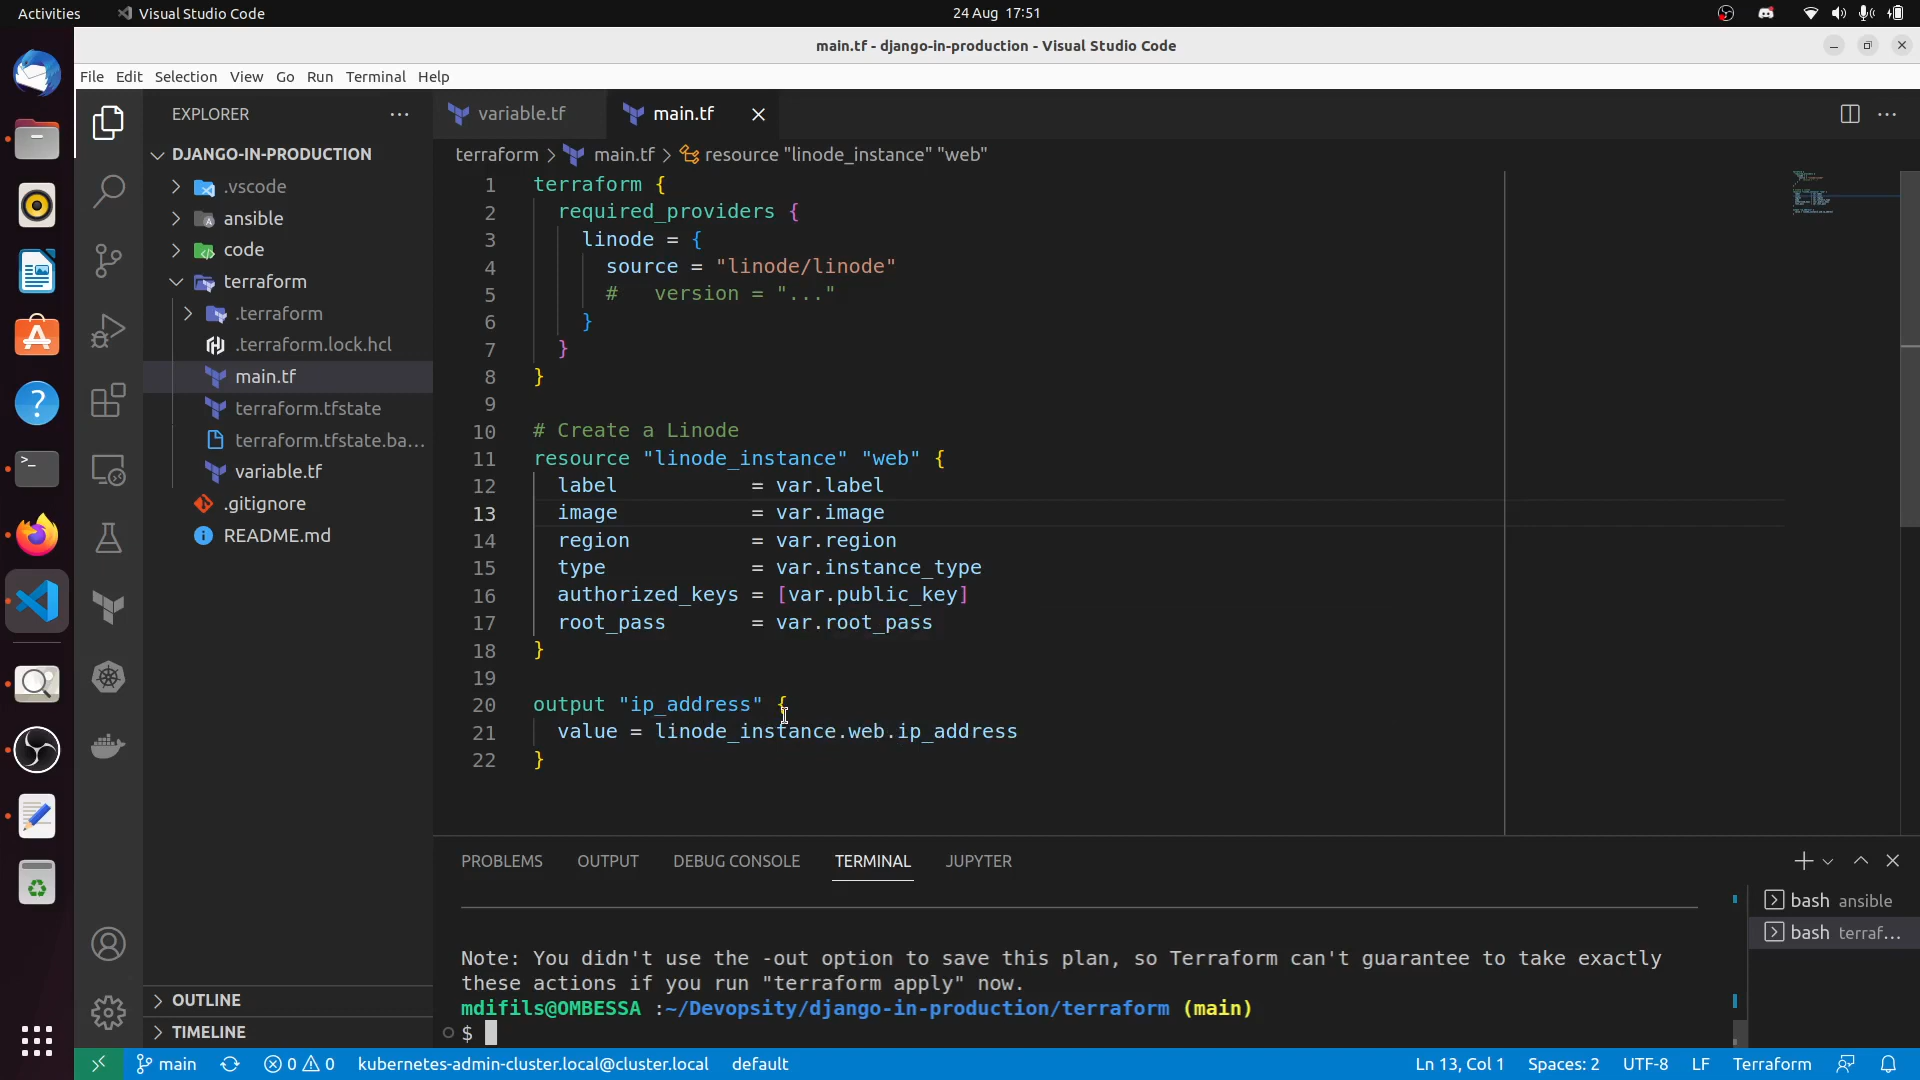 Activities
Visual Studio Code
24 Aug 17:51
main.tf - django-in-production - Visual Studio Code
File Edit Selection View Go Run Terminal Help
EXPLORER
DJANGO-IN-PRODUCTION
.vscode
ansible
code
terraform
.terraform
.terraform.lock.hcl
main.tf
terraform.tfstate
terraform.tfstate.ba...
variable.tf
.gitignore
README.md
OUTLINE
TIMELINE
variable.tf
main.tf
terraform > main.tf > resource "linode_instance" "web"
1 terraform {
2 required_providers {
3 linode = {
4 source = "linode/linode"
5 # version = "..."
6 }
7 }
8 }
9
10 # Create a Linode
11 resource "linode_instance" "web" {
12 label = var.label
13 image = var.image
14 region = var.region
15 type = var.instance_type
16 authorized_keys = [var.public_key]
17 root_pass = var.root_pass
18 }
19
20 output "ip_address" {
21 value = linode_instance.web.ip_address
22 }
PROBLEMS OUTPUT DEBUG CONSOLE TERMINAL JUPYTER
Note: You didn't use the -out option to save this plan, so Terraform can't guarantee to take exactly
these actions if you run "terraform apply" now.
mdifils@OMBESSA :~/Devopsity/django-in-production/terraform (main)
$
bash ansible
bash terraf...
main 0 0 kubernetes-admin-cluster.local@cluster.local default Ln 13, Col 1 Spaces: 2 UTF-8 LF Terraform